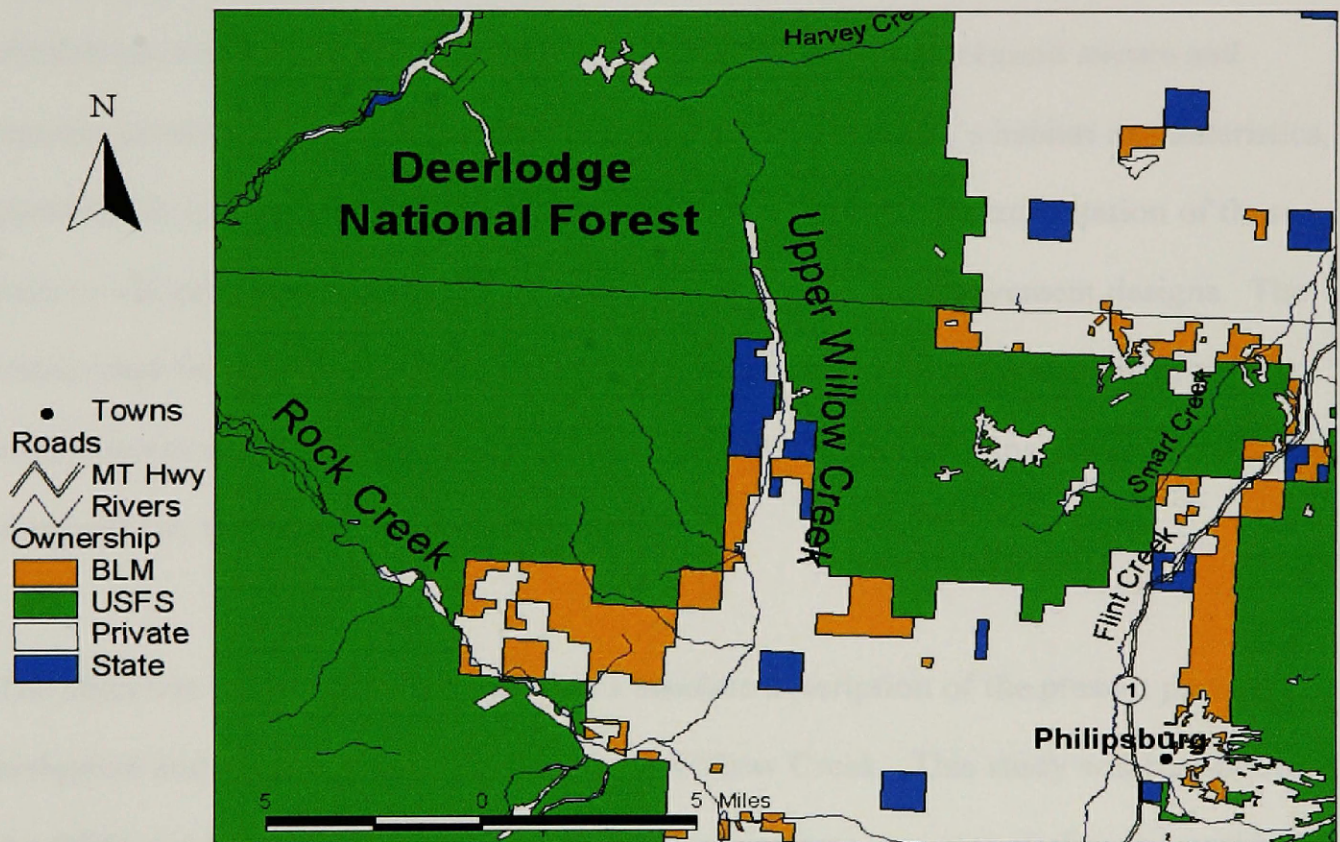 Harvey Cre
N
Deerlodge
National Forest
Upper Willow Creek
Rock Creek
Smart Creek
Flint Creek
1
Philipsburg
Towns
Roads
MT Hwy
Rivers
Ownership
BLM
USFS
Private
State
5 0 5 Miles